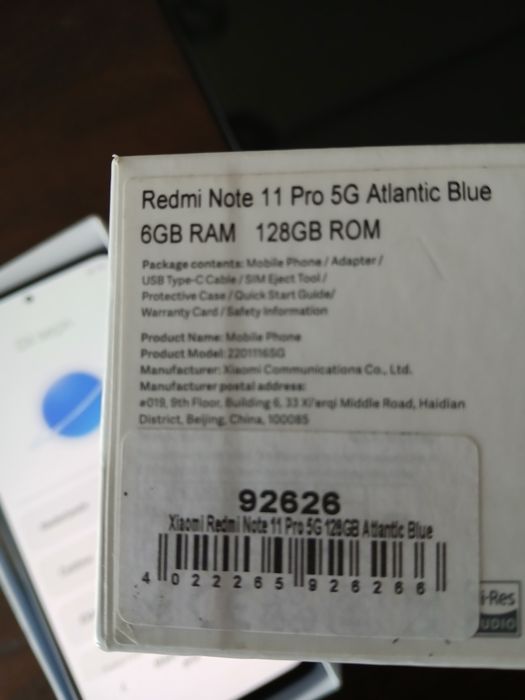 Redmi Note 11 Pro 5G Atlantic Blue
6GB RAM 128GB ROM
Package contents: Mobile Phone / Adapter /
USB Type-C Cable / SIM Eject Tool /
Protective Case / Quick Start Guide/
Warranty Card / Safety Information
Product Name: Mobile Phone
Product Model: 2201116SG
Manufacturer: Xiaomi Communications Co., Ltd.
Manufacturer postal address:
#019, 9th Floor, Building 6, 33 Xi'erqi Middle Road, Haidian
District, Beijing, China, 100085
92626
Xiaomi Redmi Note 11 Pro 5G 128GB Atlantic Blue
4 022265 926266
i-Res
UDIO